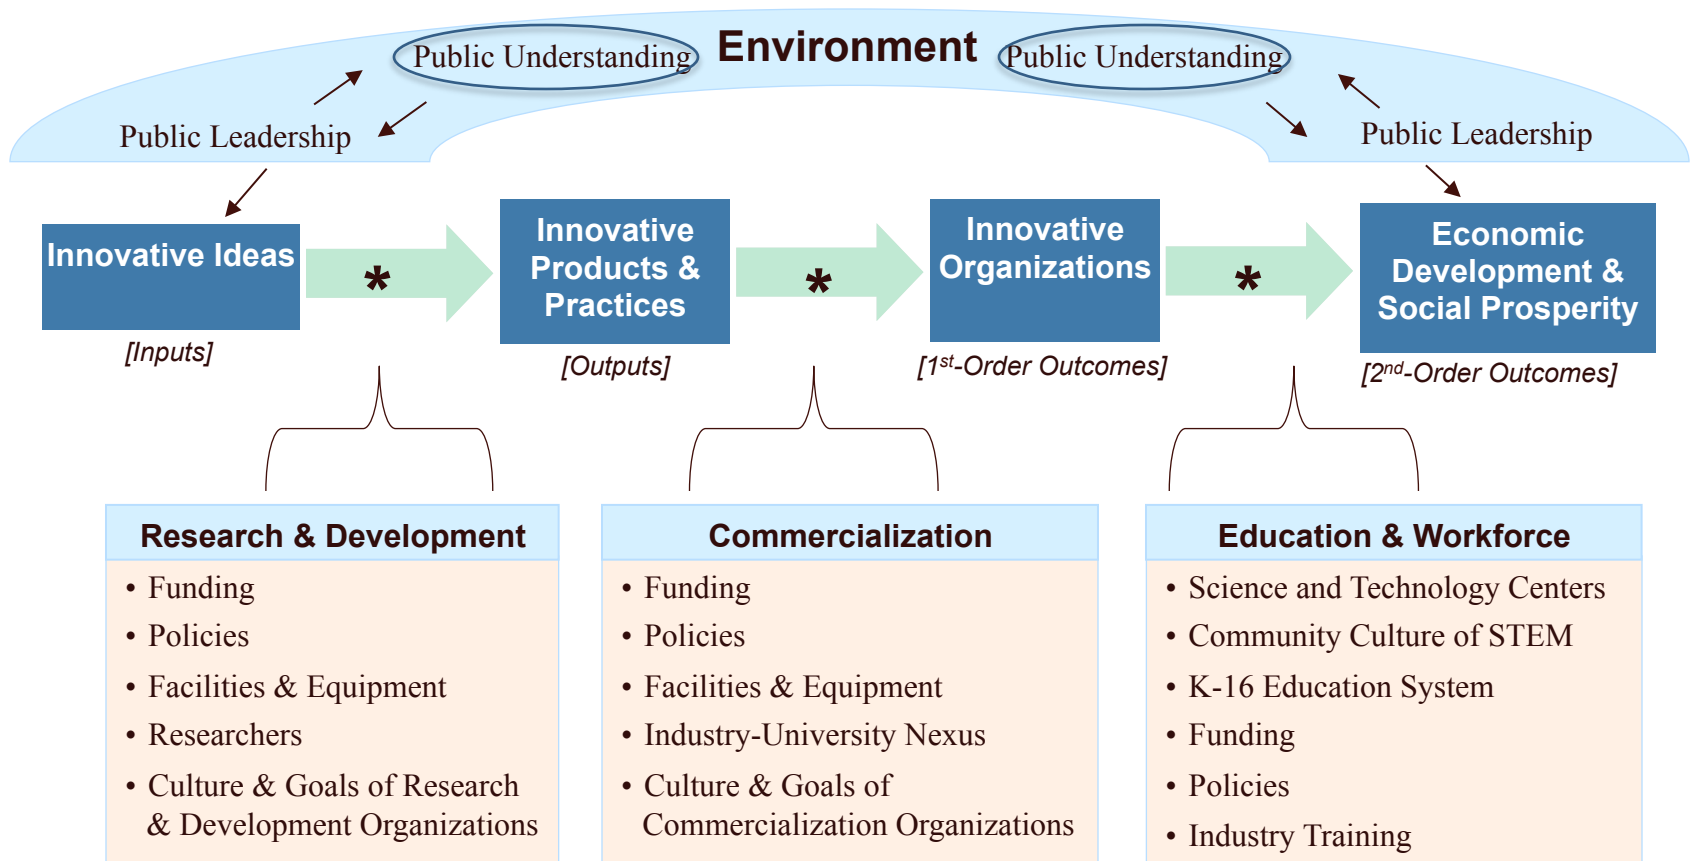 Environment
Public Understanding
Public Understanding
Public Leadership
Public Leadership
Innovative Ideas
*
Innovative
Products &
Practices
*
Innovative
Organizations
*
Economic
Development &
Social Prosperity
[Inputs]
[Outputs]
[1st-Order Outcomes]
[2nd-Order Outcomes]
Research & Development
• Funding
• Policies
• Facilities & Equipment
• Researchers
• Culture & Goals of Research
& Development Organizations
Commercialization
• Funding
• Policies
• Facilities & Equipment
• Industry-University Nexus
• Culture & Goals of
Commercialization Organizations
Education & Workforce
• Science and Technology Centers
• Community Culture of STEM
• K-16 Education System
• Funding
• Policies
• Industry Training